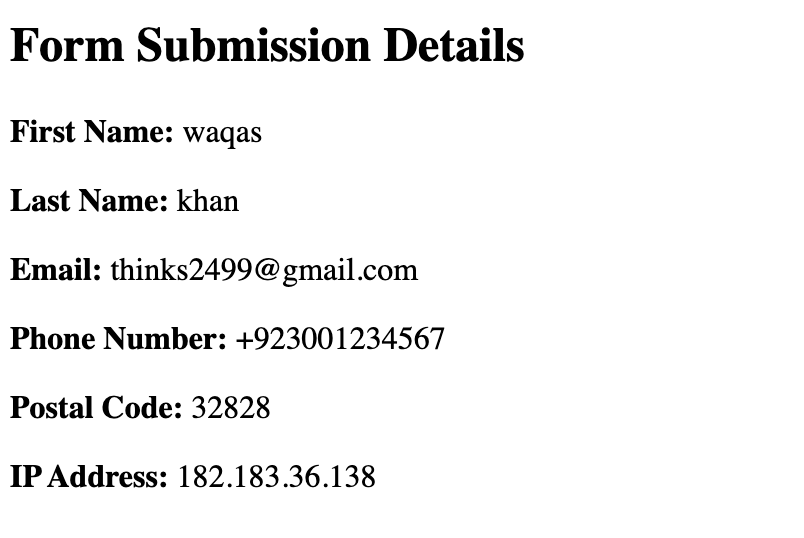 Form Submission Details
First Name: waqas
Last Name: khan
Email: thinks2499@gmail.com
Phone Number: +923001234567
Postal Code: 32828
IP Address: 182.183.36.138